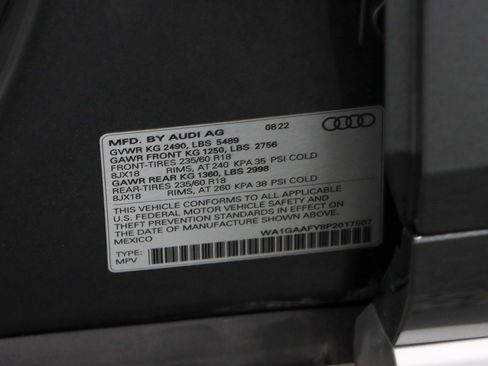 MFD. BY AUDI AG 08.22
GVWR KG 2490, LBS 5489
GAWR FRONT KG 1250, LBS 2756
FRONT-TIRES 235/60 R18
8JX18 RIMS, AT 240 KPA 35 PSI COLD
GAWR REAR KG 1360, LBS 2998
REAR-TIRES 235/60 R18
8JX18 RIMS, AT 260 KPA 38 PSI COLD
THIS VEHICLE CONFORMS TO ALL APPLICABLE
U.S. FEDERAL MOTOR VEHICLE SAFETY AND
THEFT PREVENTION STANDARDS IN EFFECT ON
THE DATE OF MANUFACTURE SHOWN ABOVE.
MEXICO
WA1GAAFY8P2017807
TYPE:
MPV